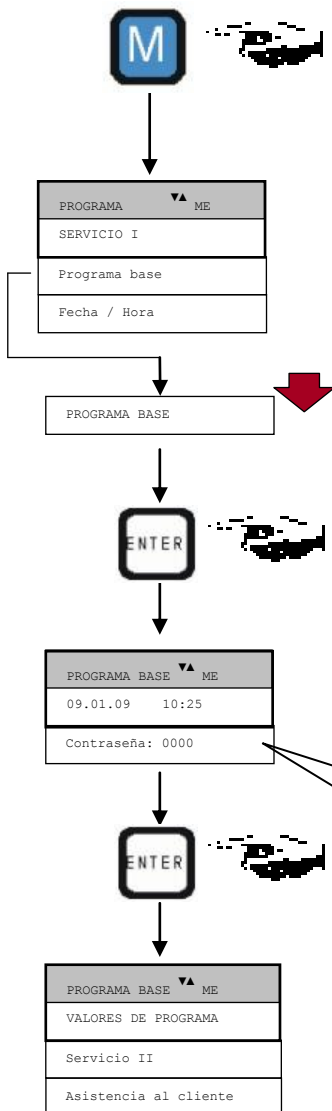 M
PROGRAMA ▼▲ ME
SERVICIO I
Programa base
Fecha / Hora
PROGRAMA BASE
ENTER
PROGRAMA BASE ▼▲ ME
09.01.09 10:25
Contraseña: 0000
ENTER
PROGRAMA BASE ▼▲ ME
VALORES DE PROGRAMA
Servicio II
Asistencia al cliente